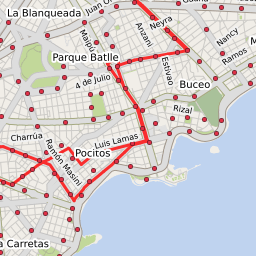 La Blanqueada
Juan
Neyra
Maipú
Anzani
Nancy
Parque Batlle
Estivao
Ramos
4 de Julio
Buceo
Rizal
Charrúa
Luis Lamas
Pocitos
Ramón Masini
a Carretas